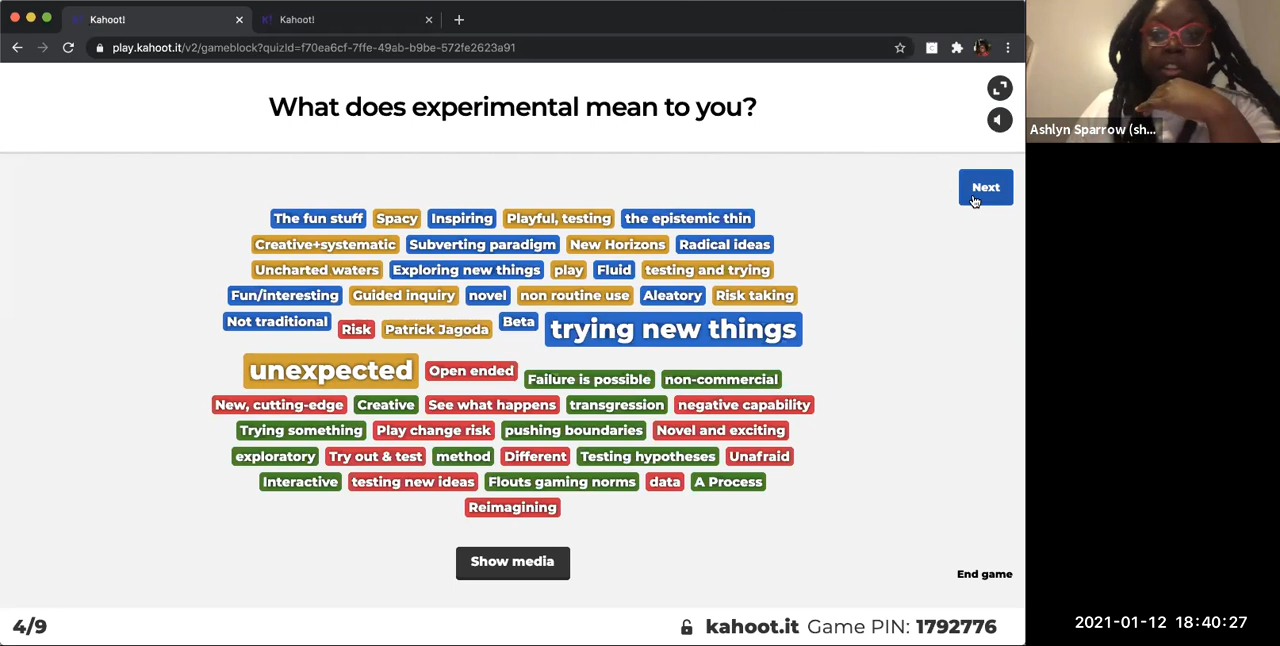 Kahoot!
Kahoot!
play.kahoot.it/v2/gameblock?quizId=f70ea6cf-7ffe-49ab-b9be-572fe2623a91
What does experimental mean to you?
Ashlyn Sparrow (sh...
Next
The fun stuff Spacy Inspiring Playful, testing the epistemic thin
Creative+systematic Subverting paradigm New Horizons Radical ideas
Uncharted waters Exploring new things play Fluid testing and trying
Fun/interesting Guided inquiry novel non routine use Aleatory Risk taking
Not traditional Risk Patrick Jagoda Beta trying new things
unexpected Open ended Failure is possible non-commercial
New, cutting-edge Creative See what happens transgression negative capability
Trying something Play change risk pushing boundaries Novel and exciting
exploratory Try out & test method Different Testing hypotheses Unafraid
Interactive testing new ideas Flouts gaming norms data A Process
Reimagining
Show media
End game
4/9
kahoot.it Game PIN: 1792776
2021-01-12 18:40:27